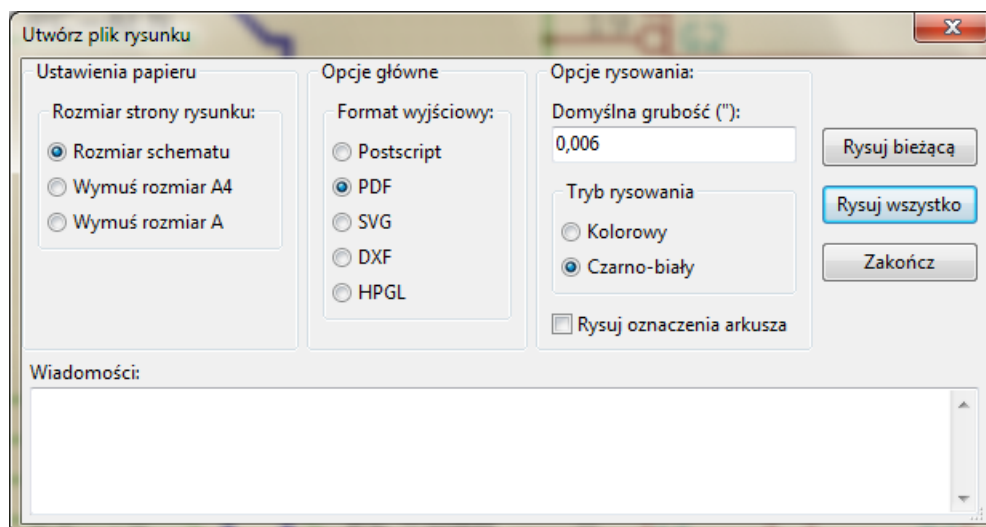 Utwórz plik rysunku
Ustawienia papieru
Rozmiar strony rysunku:
Rozmiar schematu
Wymuś rozmiar A4
Wymuś rozmiar A
Opcje główne
Format wyjściowy:
Postscript
PDF
SVG
DXF
HPGL
Opcje rysowania:
Domyślna grubość ("):
0,006
Tryb rysowania
Kolorowy
Czarno-biały
Rysuj oznaczenia arkusza
Rysuj bieżącą
Rysuj wszystko
Zakończ
Wiadomości: